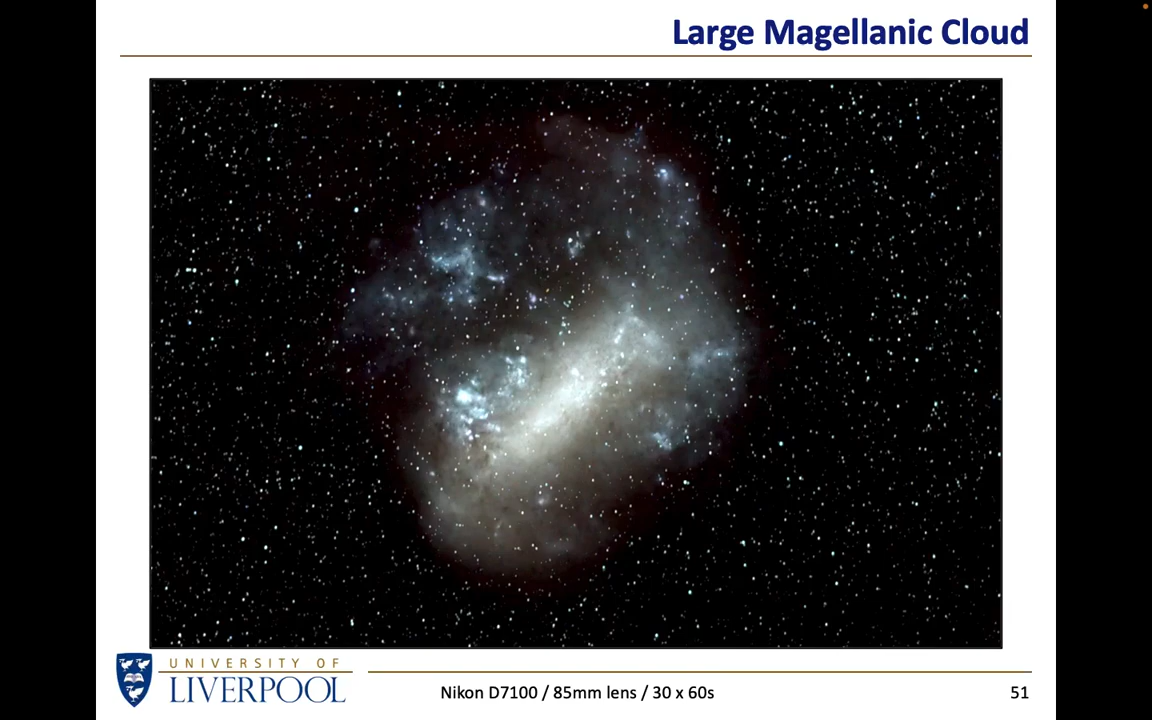 Large Magellanic Cloud
UNIVERSITY OF
LIVERPOOL
Nikon D7100 / 85mm lens / 30 x 60s
51